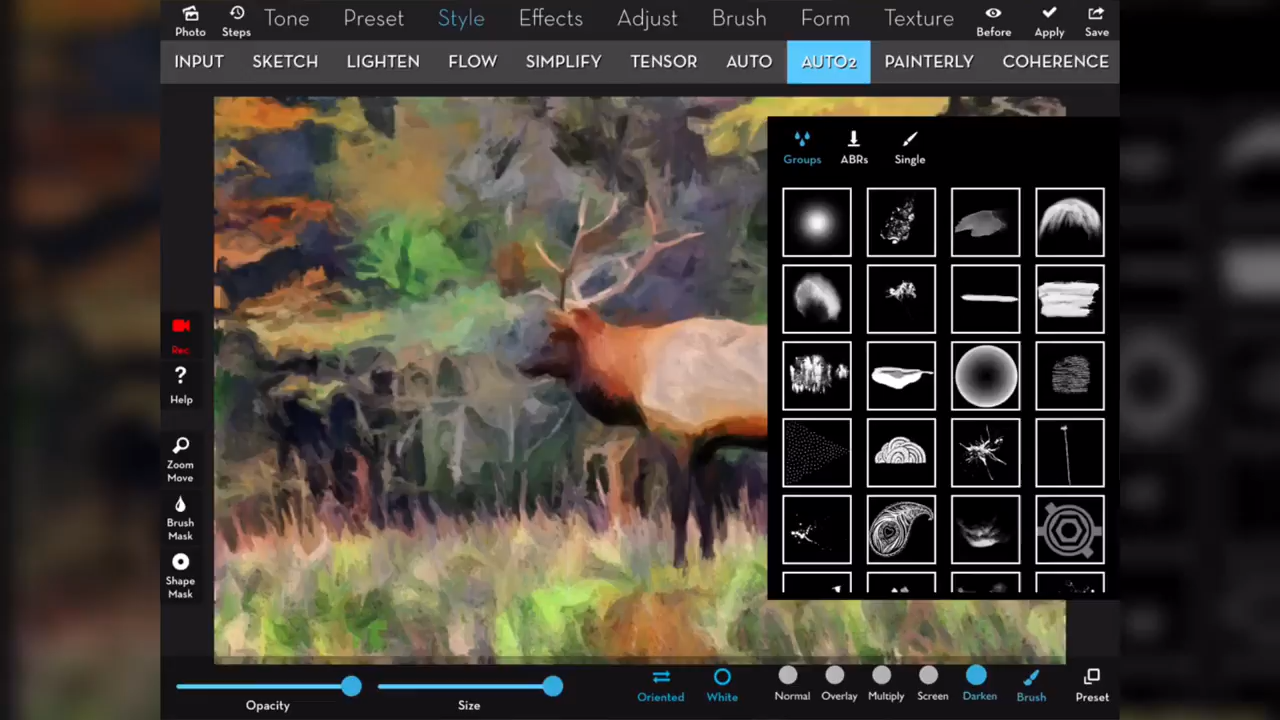 Photo Steps Tone Preset Style Effects Adjust Brush Form Texture Before Apply Save
INPUT SKETCH LIGHTEN FLOW SIMPLIFY TENSOR AUTO AUTO2 PAINTERLY COHERENCE
Groups ABRs Single
Rec
Help
Zoom
Move
Brush
Mask
Shape
Mask
Opacity Size Oriented White Normal Overlay Multiply Screen Darken Brush Preset